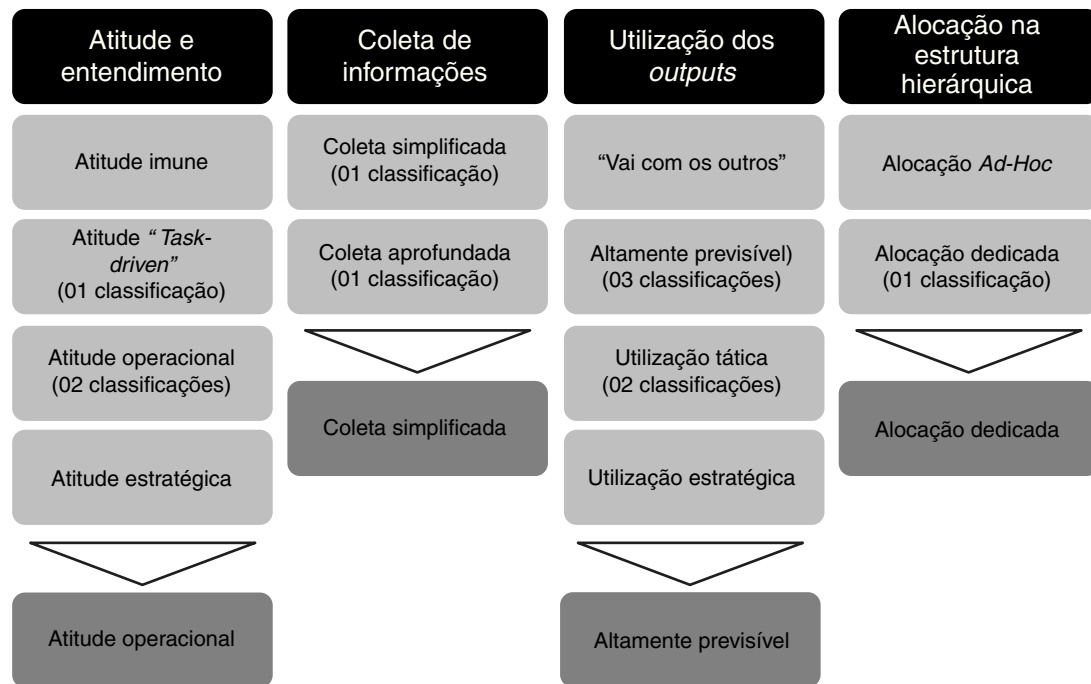 Atitude e
entendimento
Atitude imune
Atitude “Task-
driven”
(01 classificação)
Atitude operacional
(02 classificações)
Atitude estratégica
Atitude operacional
Coleta de
informações
Coleta simplificada
(01 classificação)
Coleta aprofundada
(01 classificação)
Coleta simplificada
Utilização dos
outputs
“Vai com os outros”
Altamente previsível)
(03 classificações)
Utilização tática
(02 classificações)
Utilização estratégica
Altamente previsível
Alocação na
estrutura
hierárquica
Alocação Ad-Hoc
Alocação dedicada
(01 classificação)
Alocação dedicada